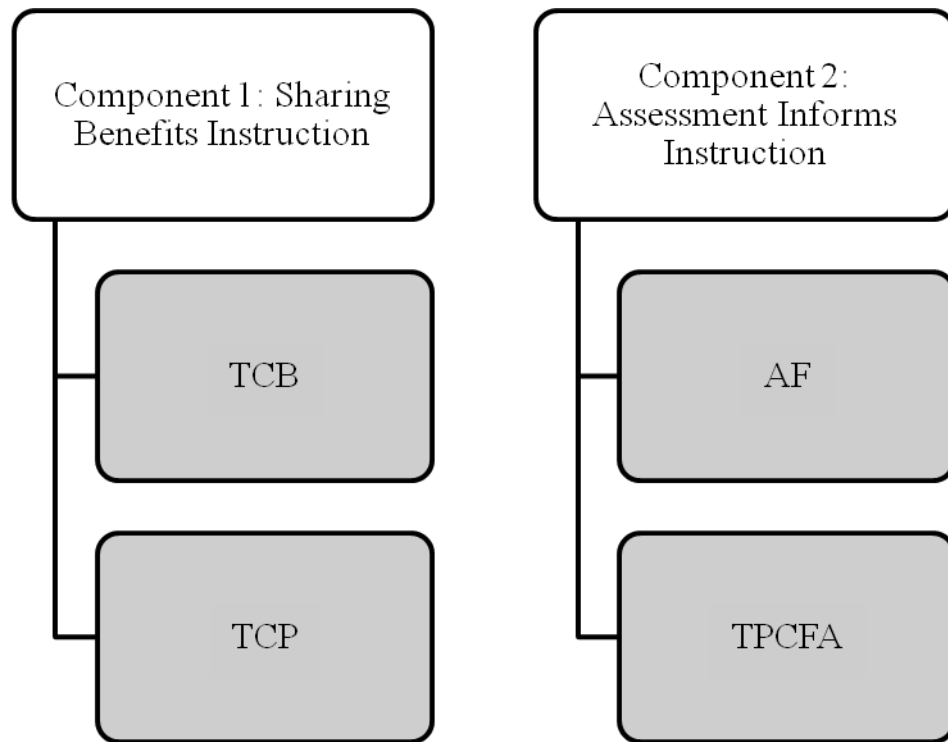 Component 1: Sharing
Benefits Instruction
TCB
TCP
Component 2:
Assessment Informs
Instruction
AF
TPCFA